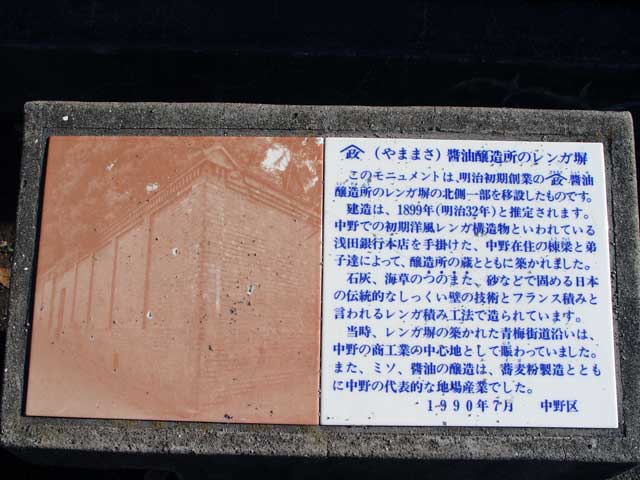 政 (やままさ) 醬油醸造所のレンガ塀
このモニュメントは、明治初期創業の政醬油
醸造所のレンガ塀の北側一部を移設したものです。
建造は、1899年(明治32年)と推定されます。
中野での初期洋風レンガ構造物といわれている
浅田銀行本店を手掛けた、中野在住の棟梁と弟
子達によって、醸造所の蔵とともに築かれました。
石灰、海草のつのまた、砂などで固める日本
の伝統的なしっくい壁の技術とフランス積みと
言われるレンガ積み工法で造られています。
当時、レンガ塀の築かれた青梅街道沿いは、
中野の商工業の中心地として賑わっていました。
また、ミソ、醬油の醸造は、蕎麦粉製造ととも
に中野の代表的な地場産業でした。
1990年7月 中野区